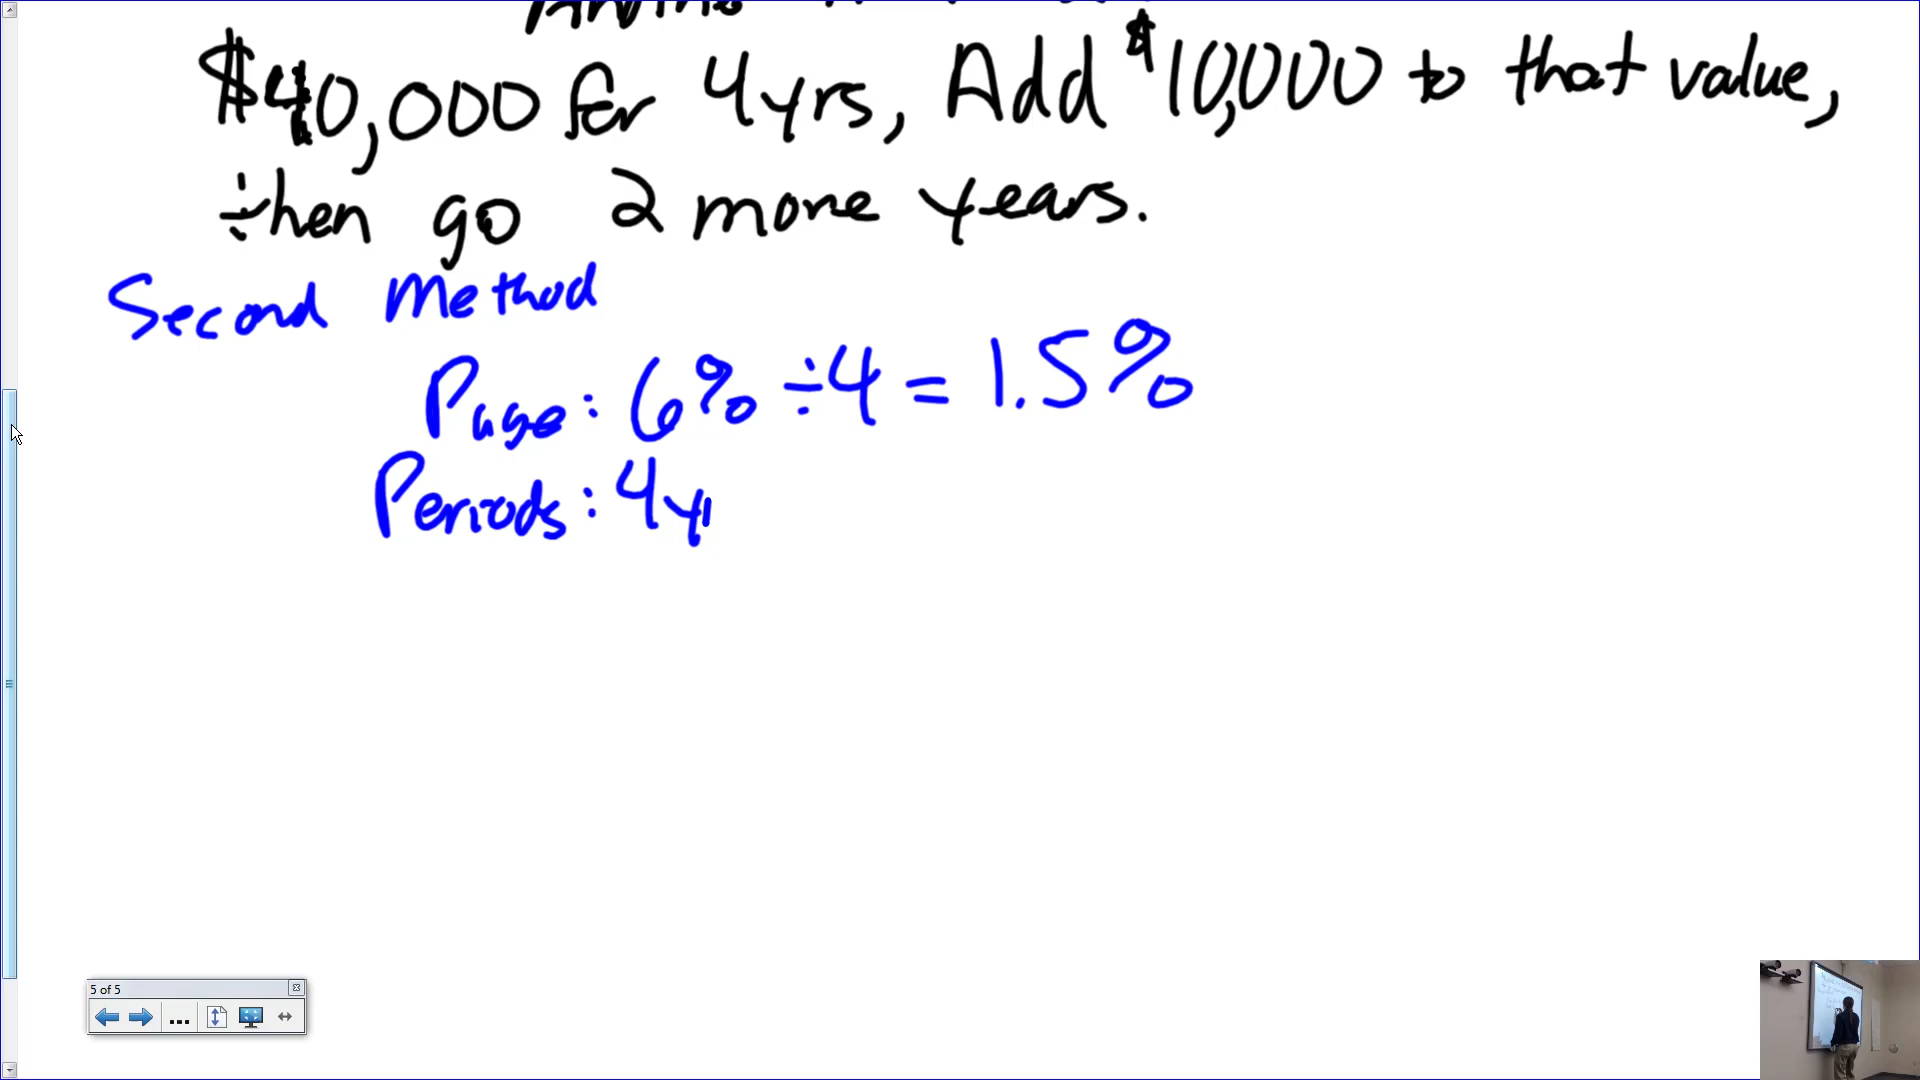 $40,000 for 4yrs, Add $10,000 to that value,
then go 2 more years.
Second Method
Page: 6% ÷ 4 = 1.5%
Periods: 4y
5 of 5